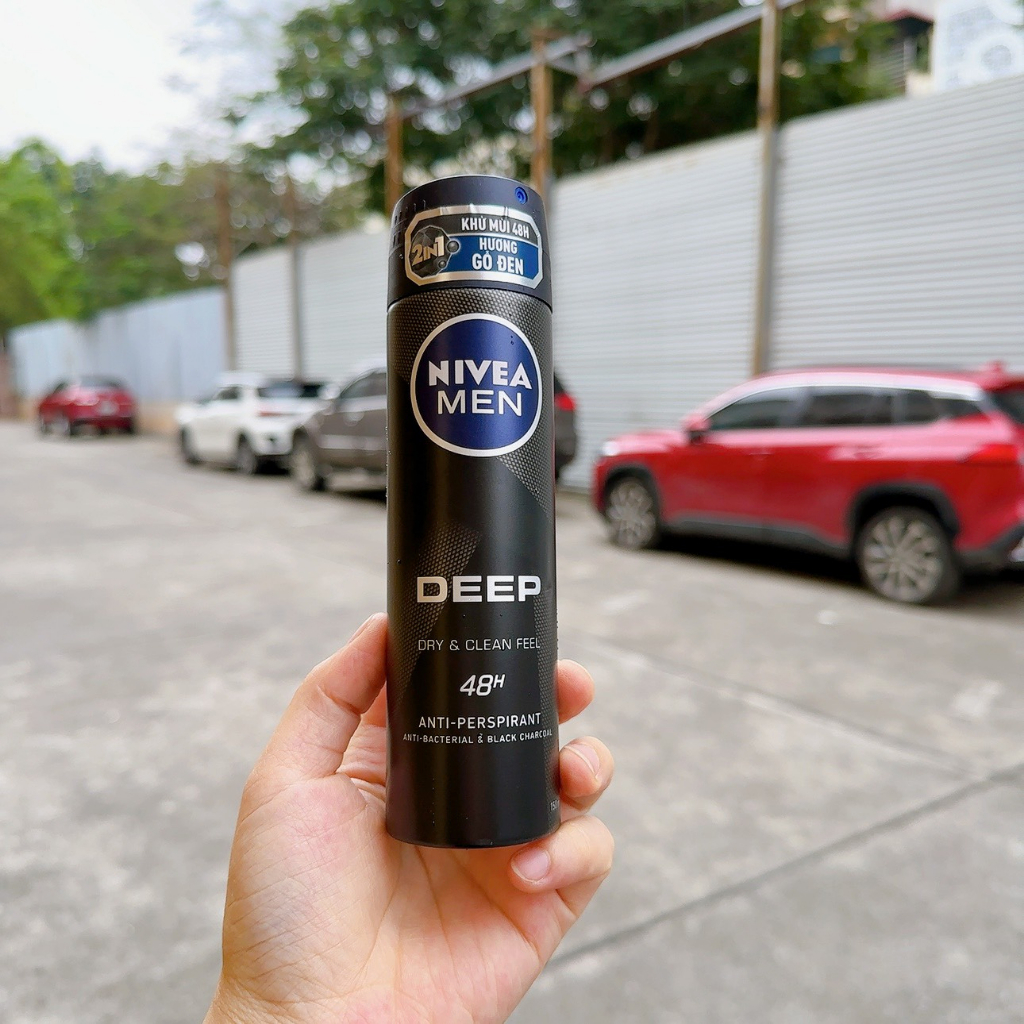 KHỬ MÙI 48H
2IN1
HƯƠNG
GỖ ĐEN
NIVEA
MEN
DEEP
DRY & CLEAN FEEL
48H
ANTI-PERSPIRANT
ANTI-BACTERIAL & BLACK CHARCOAL